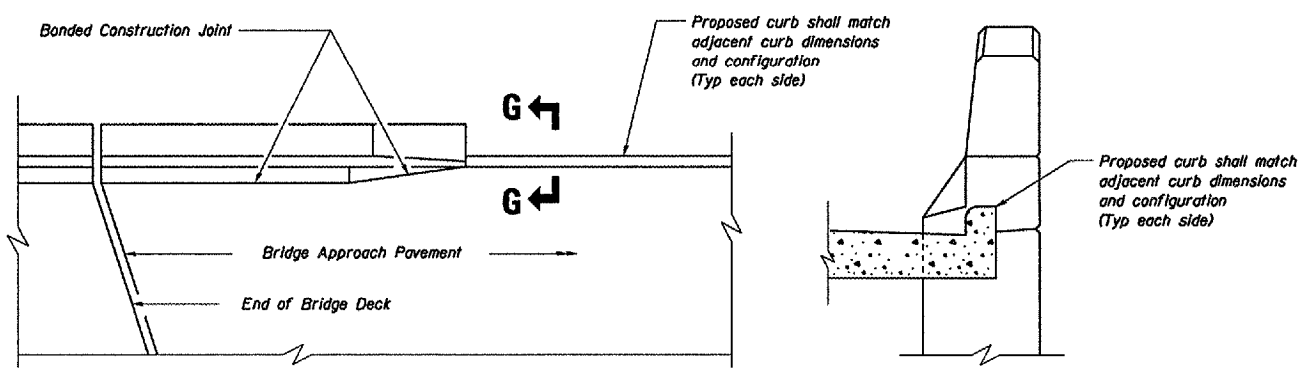 Bonded Construction Joint
Proposed curb shall match
adjacent curb dimensions
and configuration
(Typ each side)
G
G
Bridge Approach Pavement
End of Bridge Deck
Proposed curb shall match
adjacent curb dimensions
and configuration
(Typ each side)